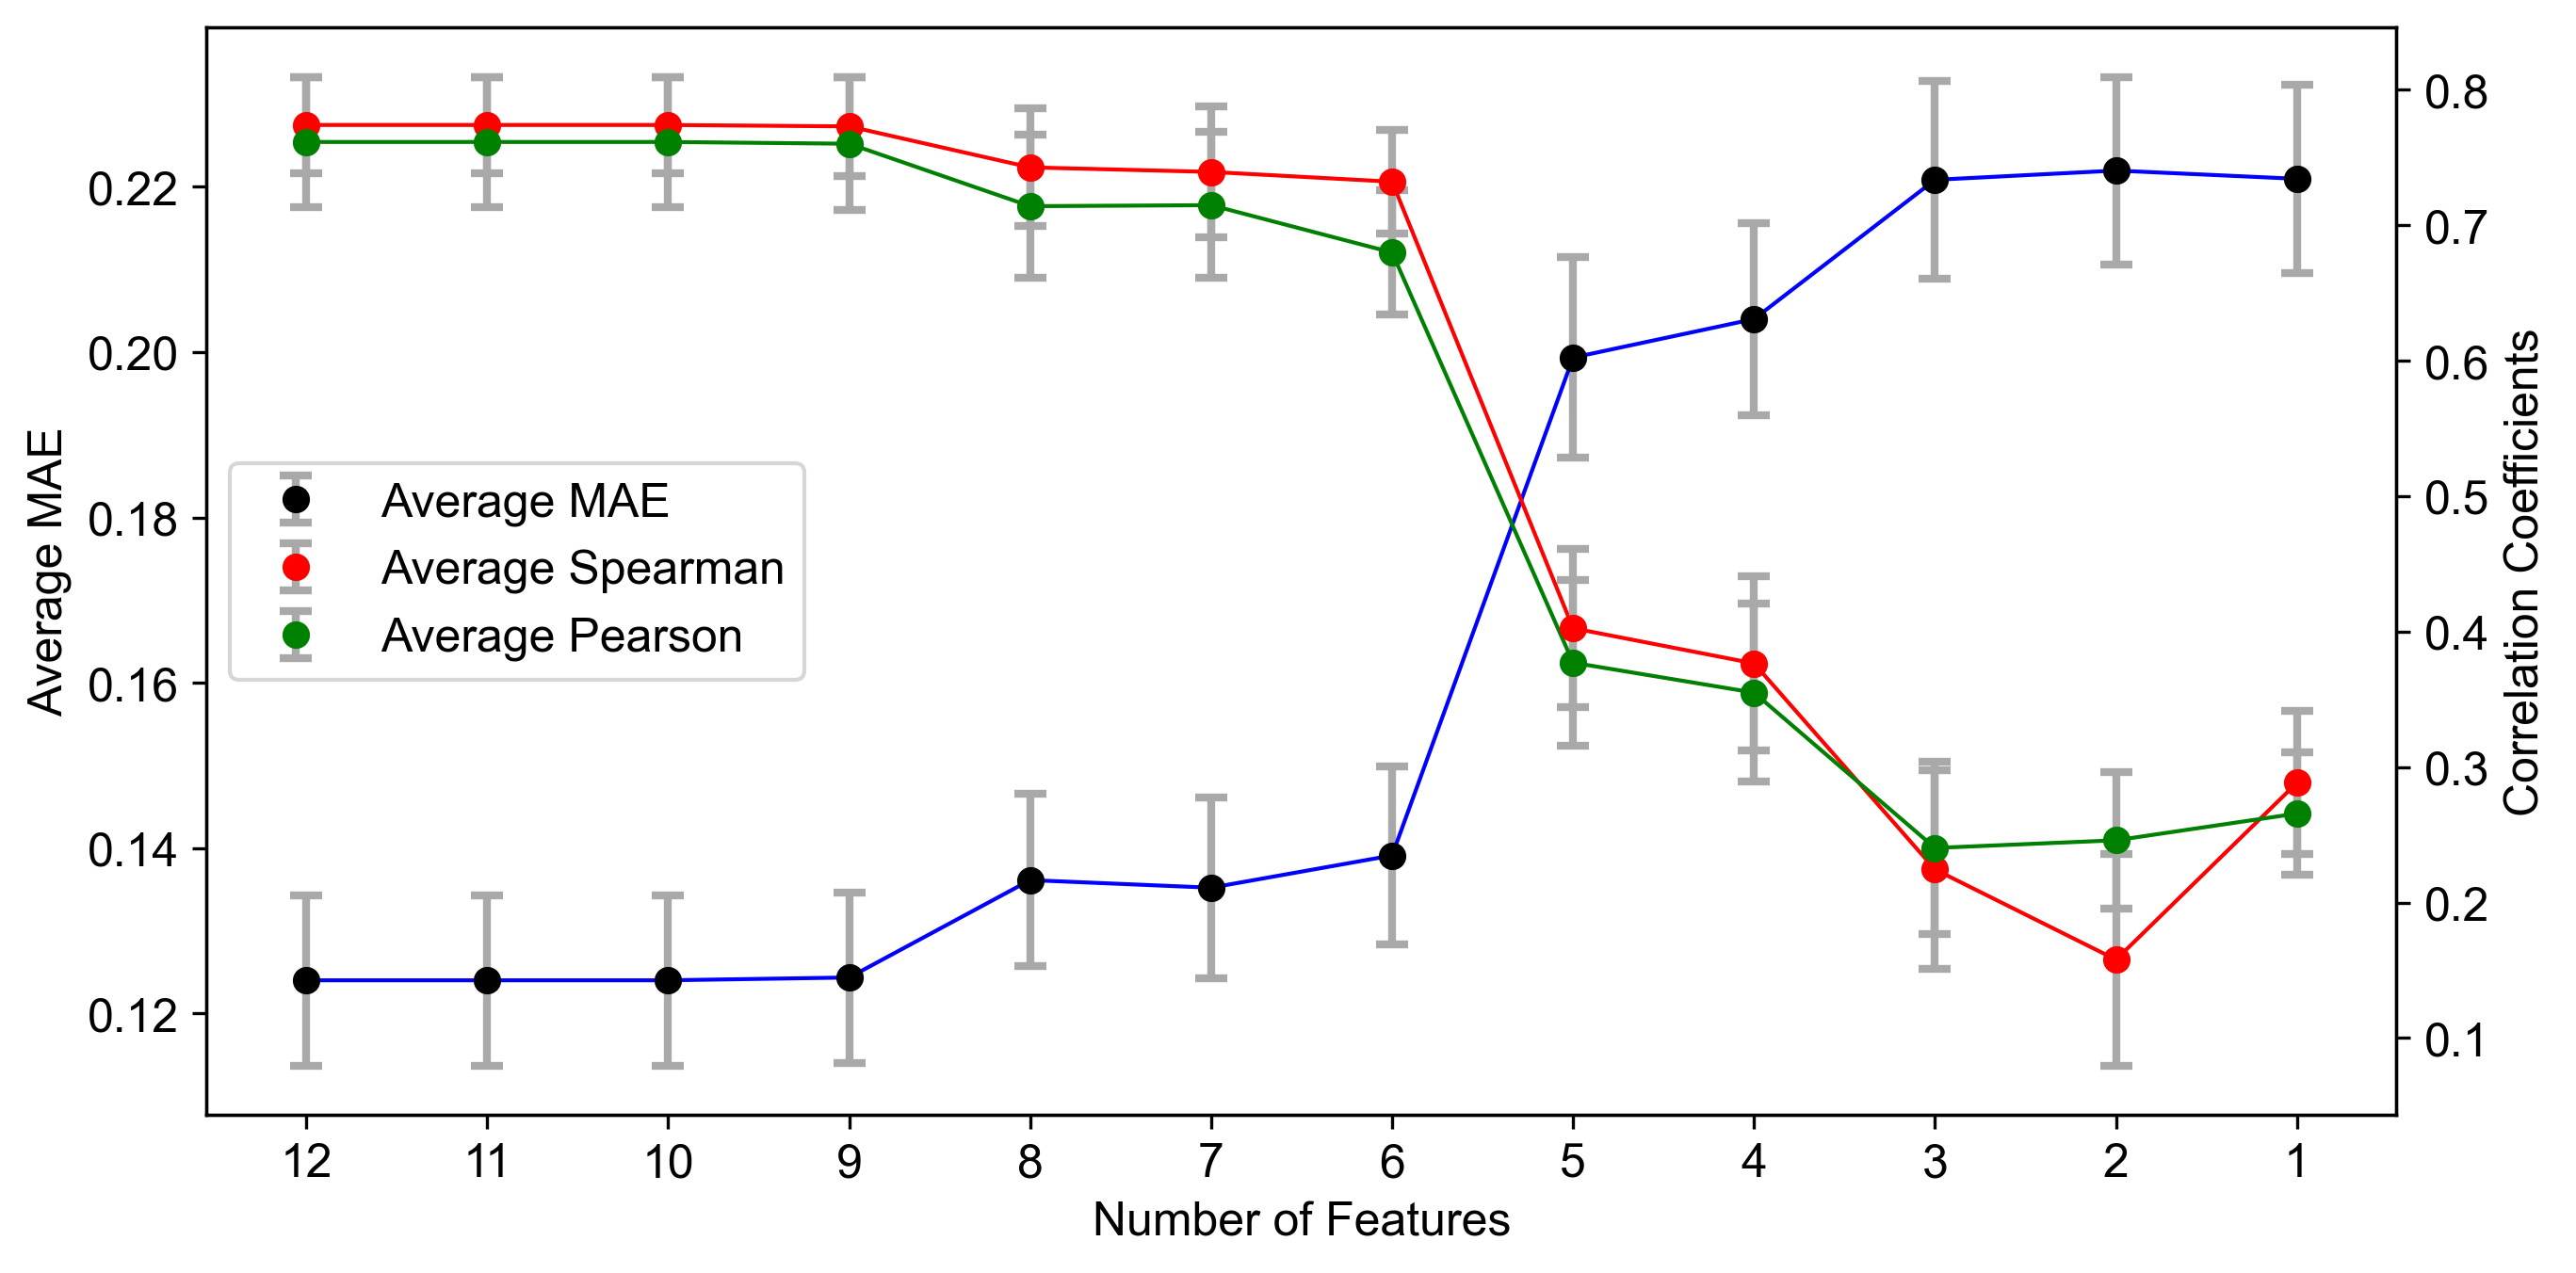 0.22
0.20
0.18
0.16
0.14
0.12
Average MAE
Average MAE
Average Spearman
Average Pearson
0.8
0.7
0.6
0.5
0.4
0.3
0.2
0.1
Correlation Coefficients
12 11 10 9 8 7 6 5 4 3 2 1
Number of Features